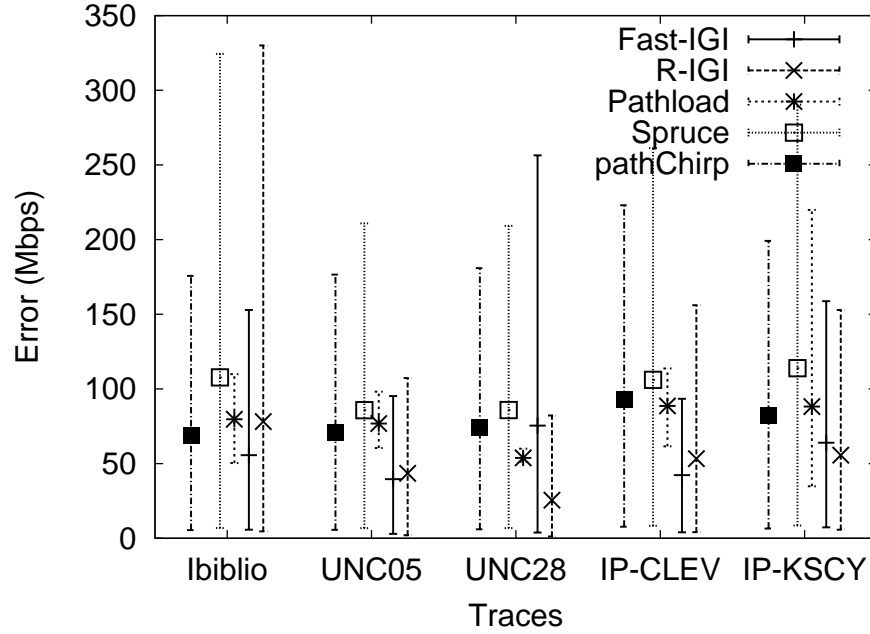 350
300
250
200
150
100
50
0
Error (Mbps)
Fast-IGI
R-IGI
Pathload
Spruce
pathChirp
Ibiblio UNC05 UNC28 IP-CLEV IP-KSCY
Traces